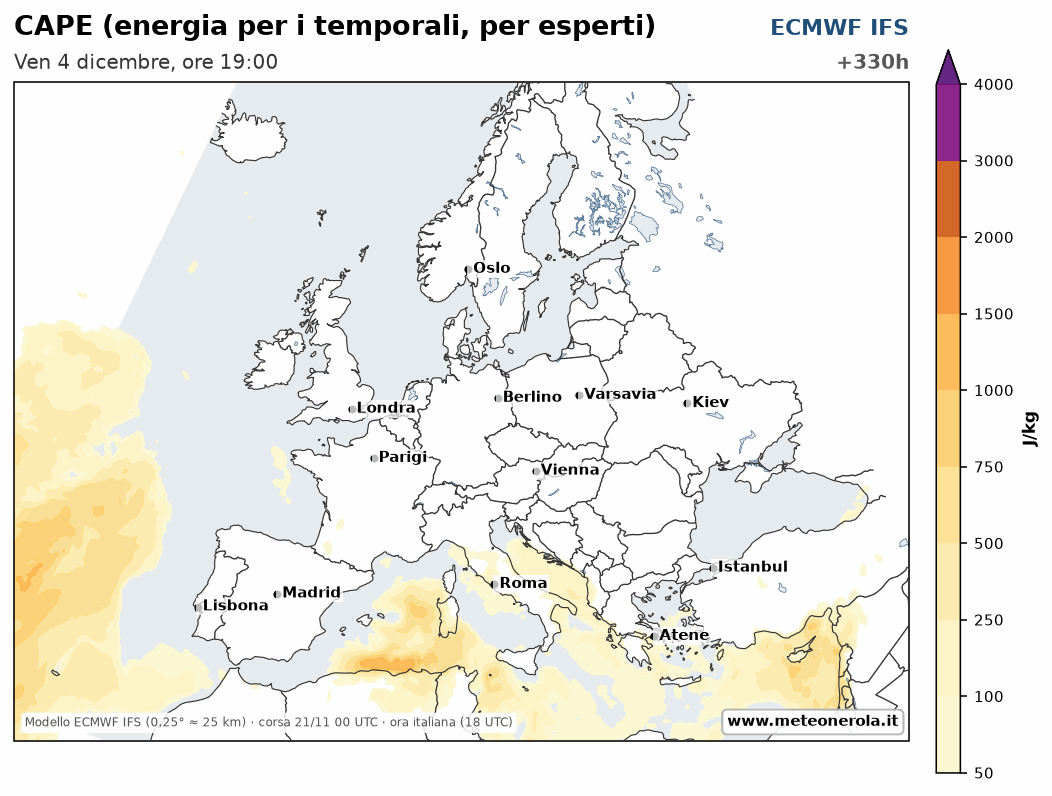 CAPE (energia per i temporali, per esperti)
ECMWF IFS
Ven 4 dicembre, ore 19:00
+330h
Oslo
Londra
Berlino
Varsavia
Kiev
Parigi
Vienna
Istanbul
Roma
Madrid
Lisbona
Atene
Modello ECMWF IFS (0,25° ≈ 25 km) · corsa 21/11 00 UTC · ora italiana (18 UTC)
www.meteonerola.it
4000
3000
2000
1500
1000
750
500
250
100
50
J/kg